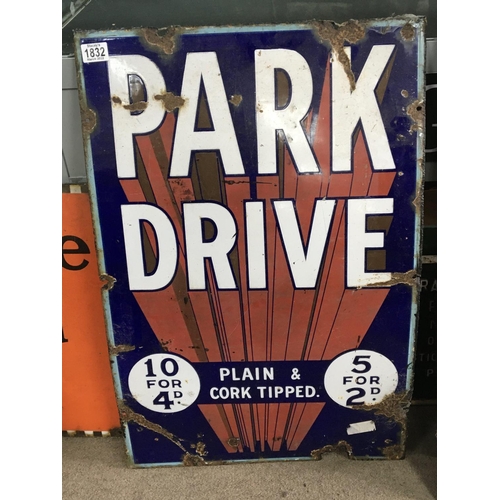 1832
PARK
DRIVE
10
FOR
4D.
PLAIN &
CORK TIPPED.
5
FOR
2D.
e